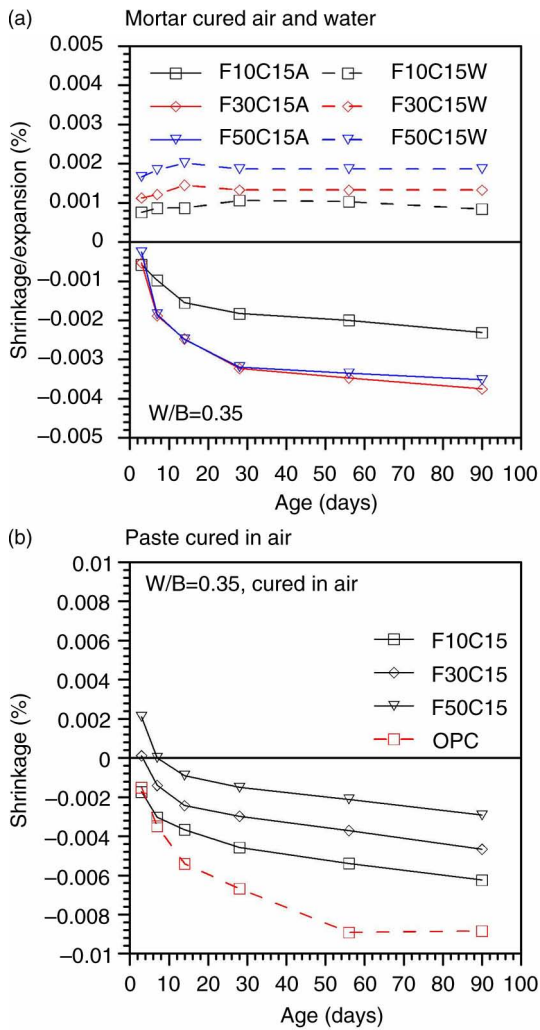 (a) Mortar cured air and water
0.005
0.004
0.003
0.002
0.001
0
−0.001
−0.002
−0.003
−0.004
−0.005
Shrinkage/expansion (%)
F10C15A F10C15W
F30C15A F30C15W
F50C15A F50C15W
W/B=0.35
0 10 20 30 40 50 60 70 80 90 100
Age (days)
(b) Paste cured in air
0.01
0.008
0.006
0.004
0.002
0
−0.002
−0.004
−0.006
−0.008
−0.01
Shrinkage (%)
W/B=0.35, cured in air
F10C15
F30C15
F50C15
OPC
0 10 20 30 40 50 60 70 80 90 100
Age (days)